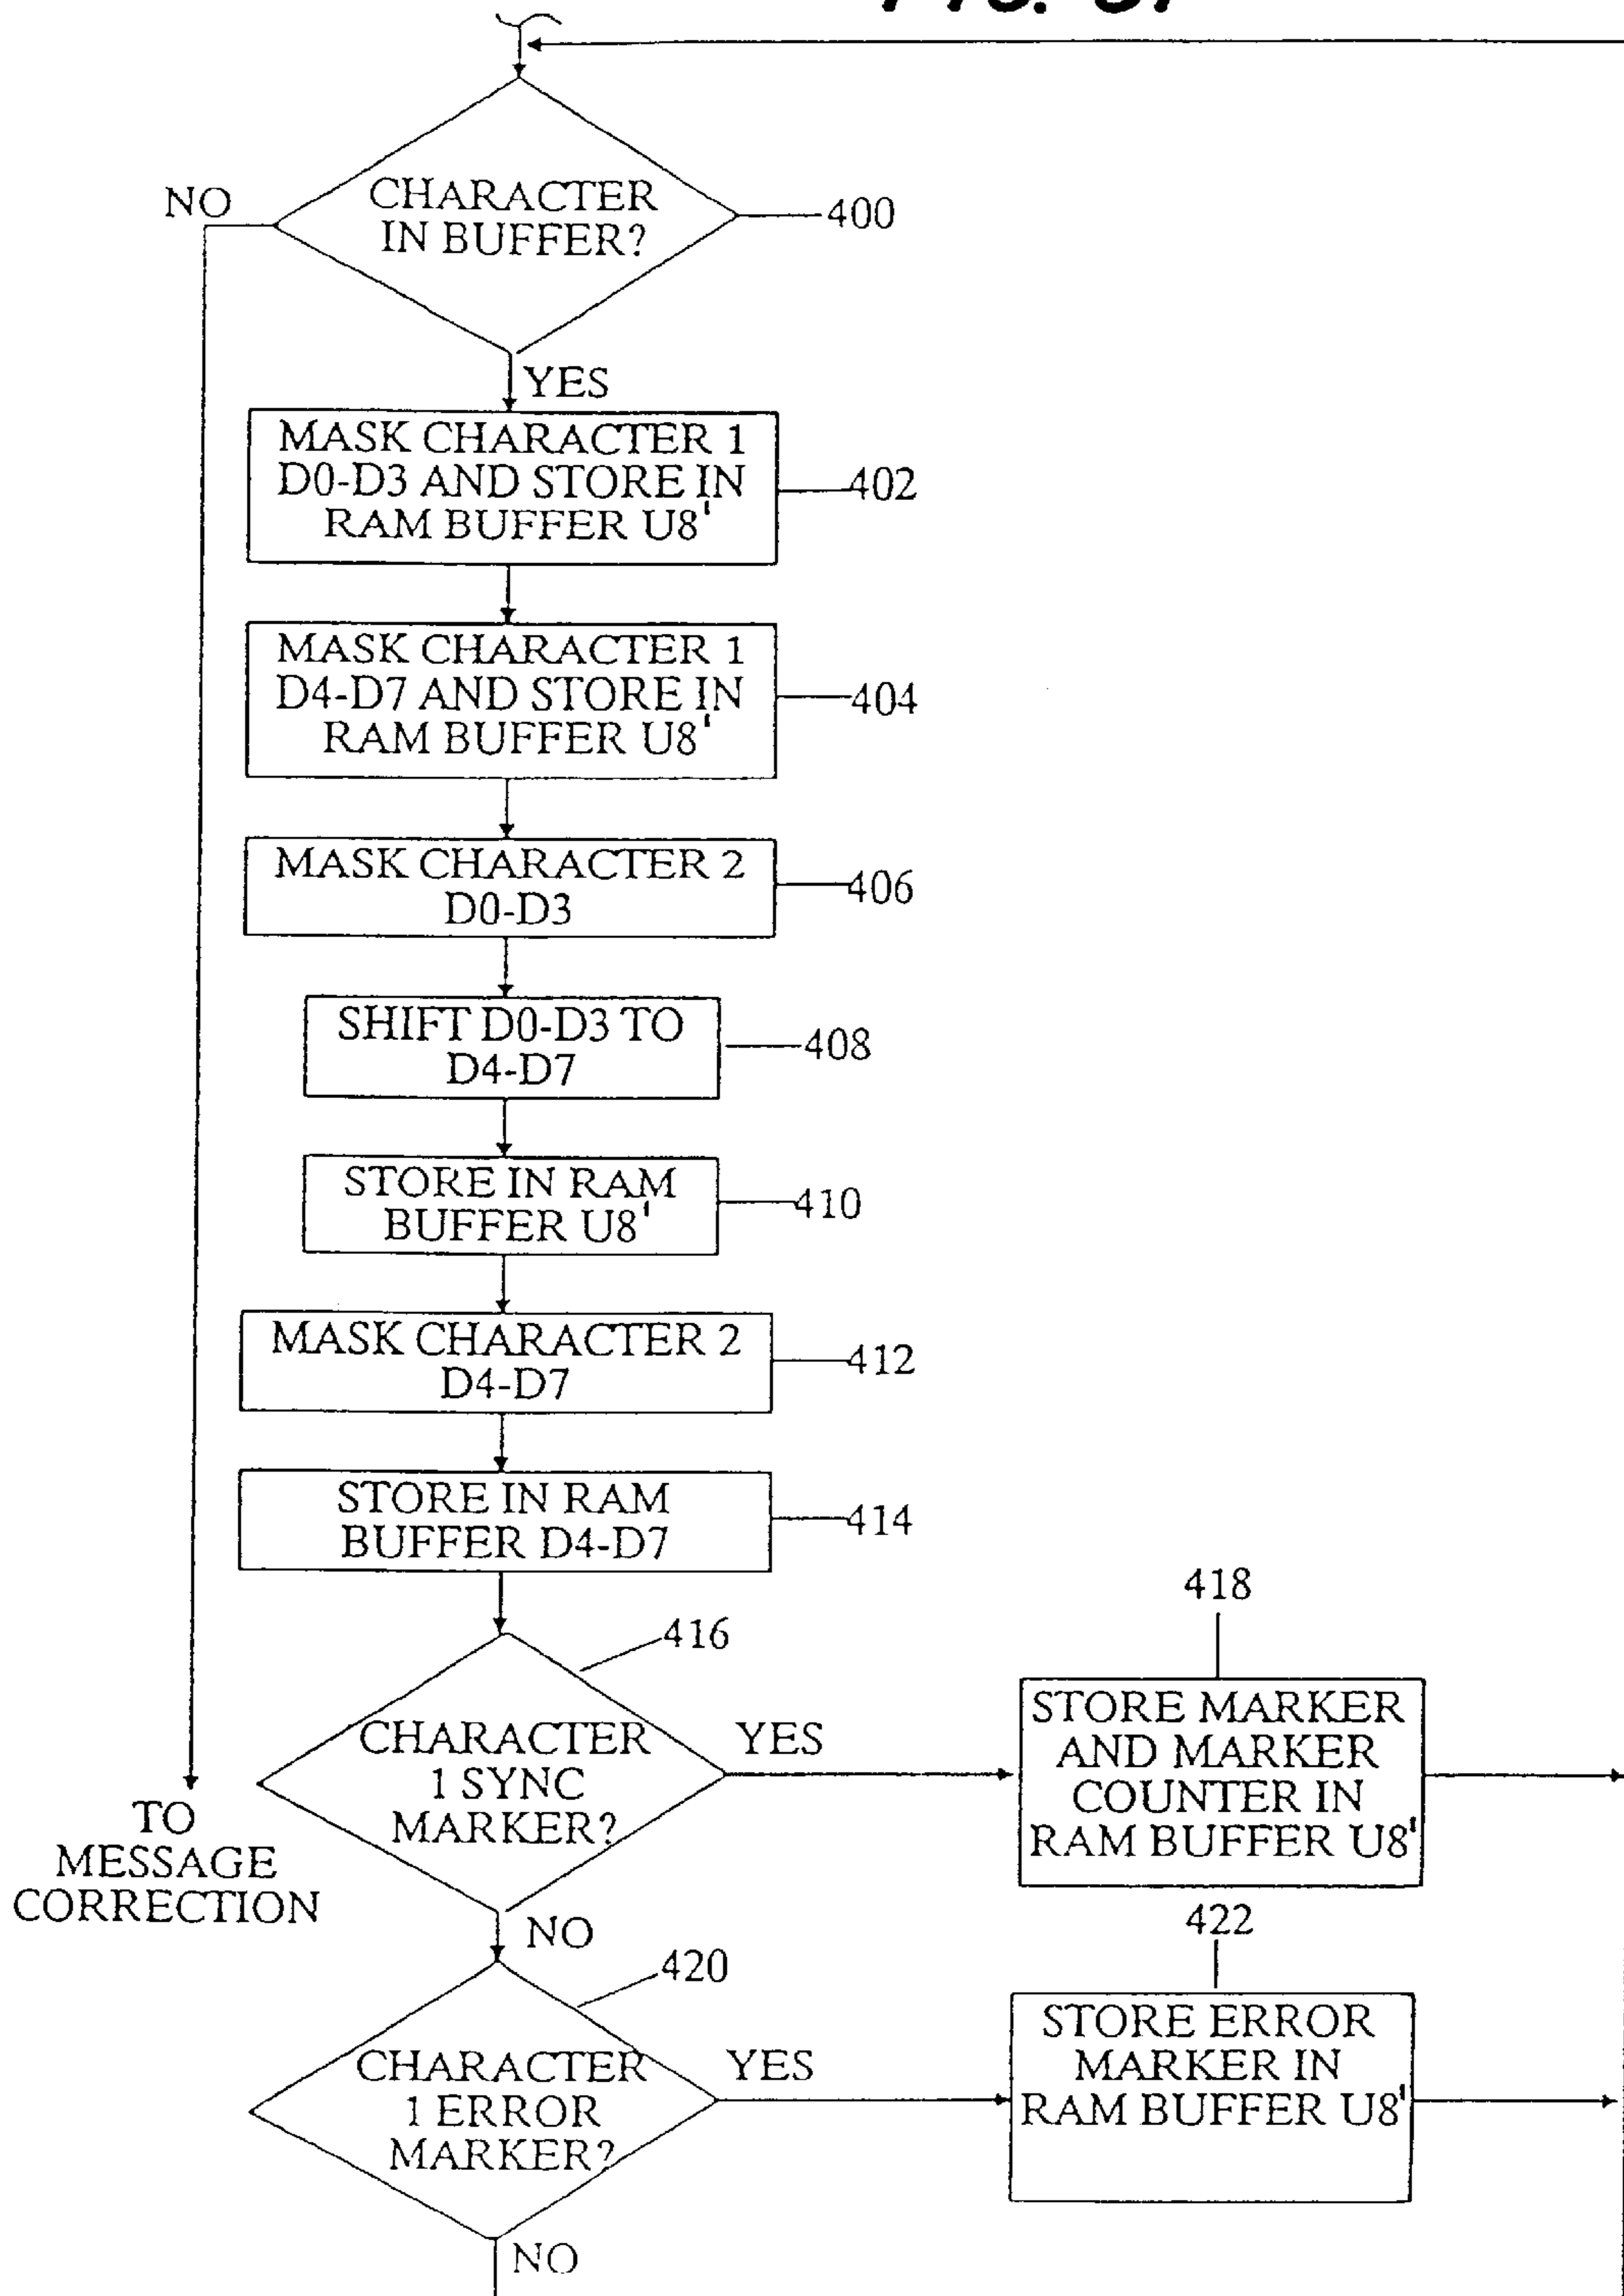 NO
CHARACTER
IN BUFFER?
400
YES
MASK CHARACTER 1
D0-D3 AND STORE IN
RAM BUFFER U8'
402
MASK CHARACTER 1
D4-D7 AND STORE IN
RAM BUFFER U8'
404
MASK CHARACTER 2
D0-D3
406
SHIFT D0-D3 TO
D4-D7
408
STORE IN RAM
BUFFER U8'
410
MASK CHARACTER 2
D4-D7
412
STORE IN RAM
BUFFER D4-D7
414
416
CHARACTER
1 SYNC
MARKER?
YES
418
STORE MARKER
AND MARKER
COUNTER IN
RAM BUFFER U8'
TO
MESSAGE
CORRECTION
NO
420
CHARACTER
1 ERROR
MARKER?
YES
422
STORE ERROR
MARKER IN
RAM BUFFER U8'
NO